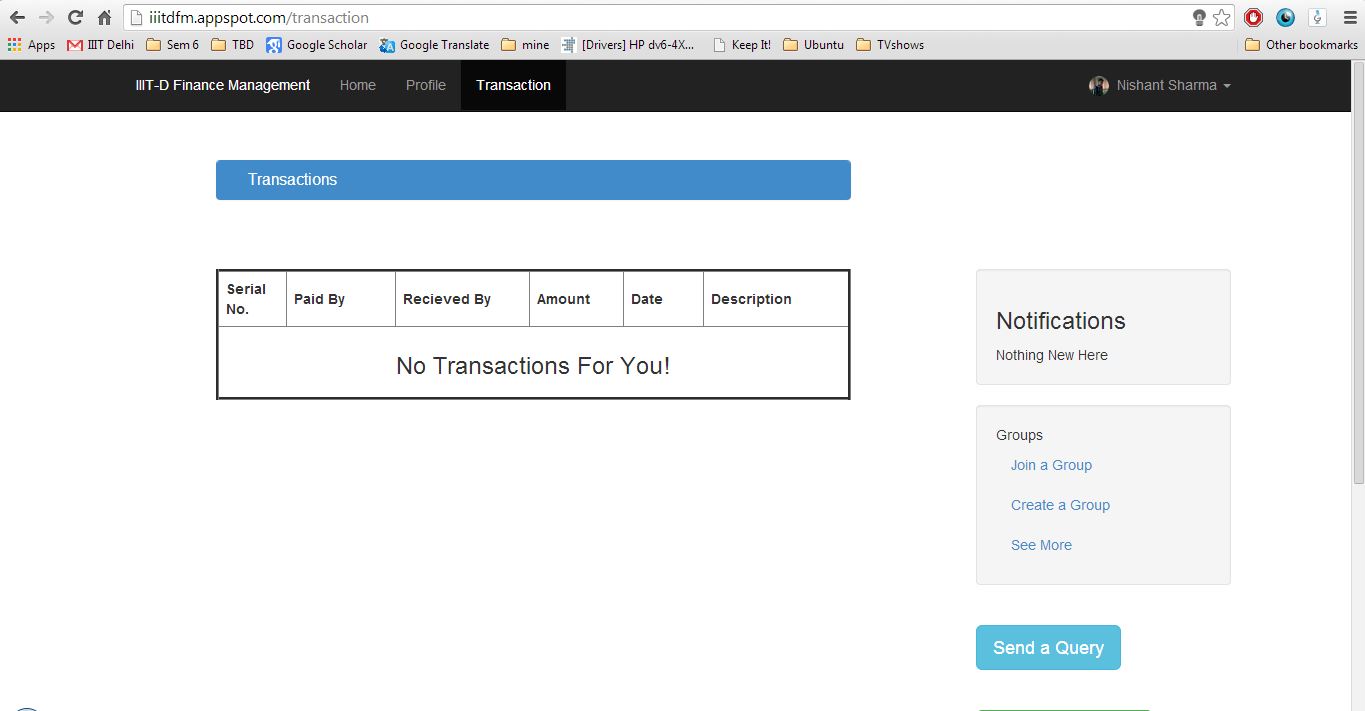 iiitdfm.appspot.com/transaction
Apps IIIT Delhi Sem 6 TBD Google Scholar Google Translate mine [Drivers] HP dv6-4X... Keep It! Ubuntu TVshows Other bookmarks
IIIT-D Finance Management Home Profile Transaction Nishant Sharma
Transactions
Serial No. Paid By Recieved By Amount Date Description
No Transactions For You!
Notifications
Nothing New Here
Groups
Join a Group
Create a Group
See More
Send a Query